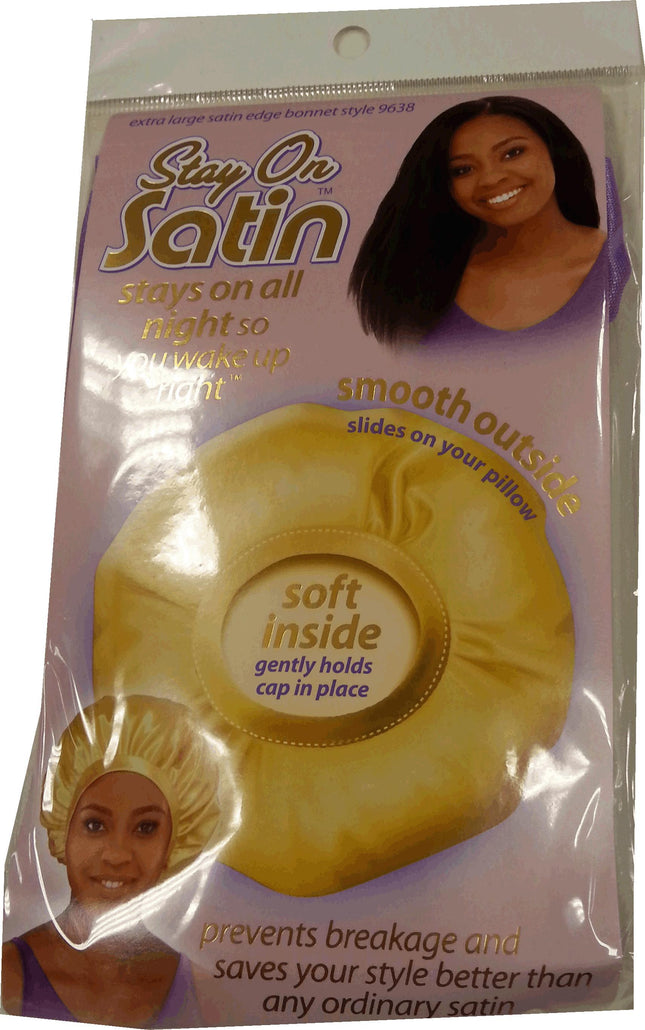 extra large satin edge bonnet style 9638
Stay On
Satin™
stays on all
night so
you wake up
right™
smooth outside
slides on your pillow
soft
inside
gently holds
cap in place
prevents breakage and
saves your style better than
any ordinary satin